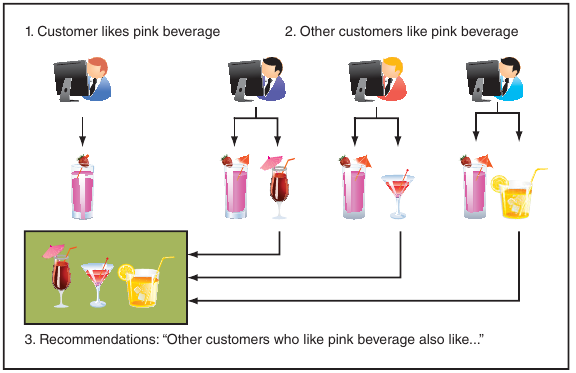 1. Customer likes pink beverage
2. Other customers like pink beverage
3. Recommendations: “Other customers who like pink beverage also like...”